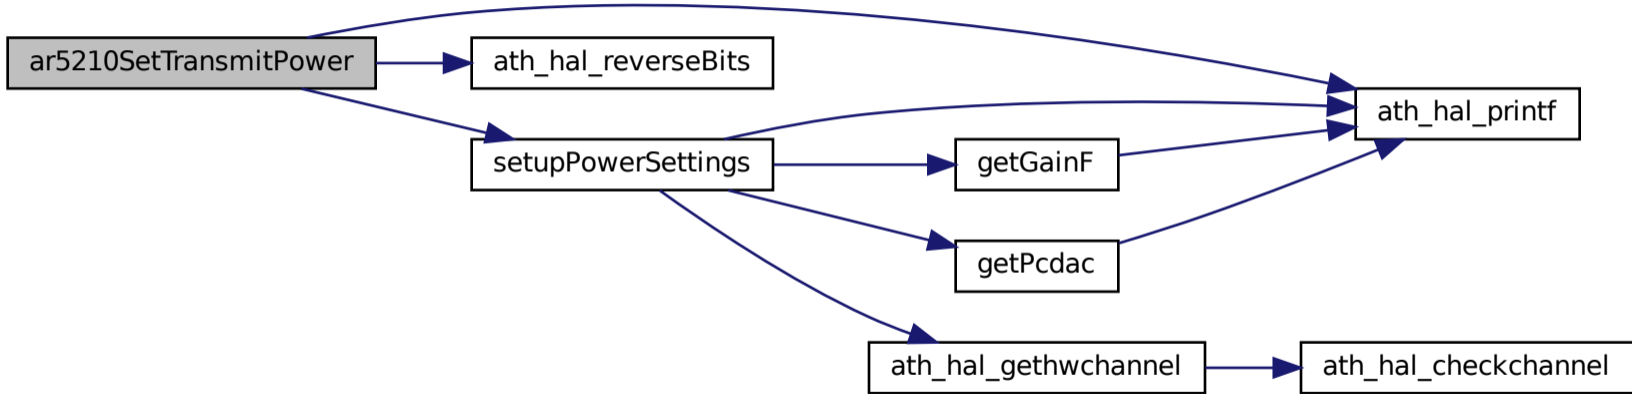 ar5210SetTransmitPower
ath_hal_reverseBits
ath_hal_printf
setupPowerSettings
getGainF
getPcdac
ath_hal_gethwchannel
ath_hal_checkchannel